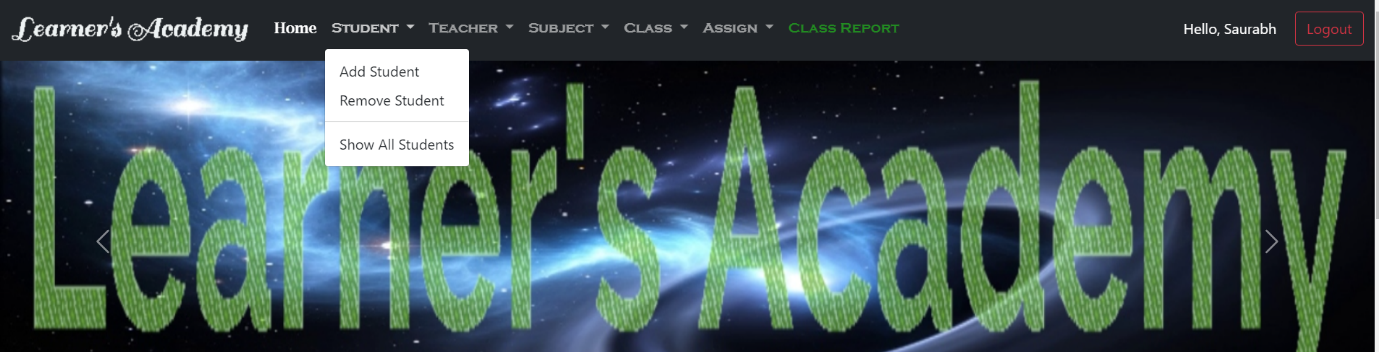 Learner's Academy Home STUDENT TEACHER SUBJECT CLASS ASSIGN CLASS REPORT Hello, Saurabh Logout
Add Student
Remove Student
Show All Students
Learner's Academy